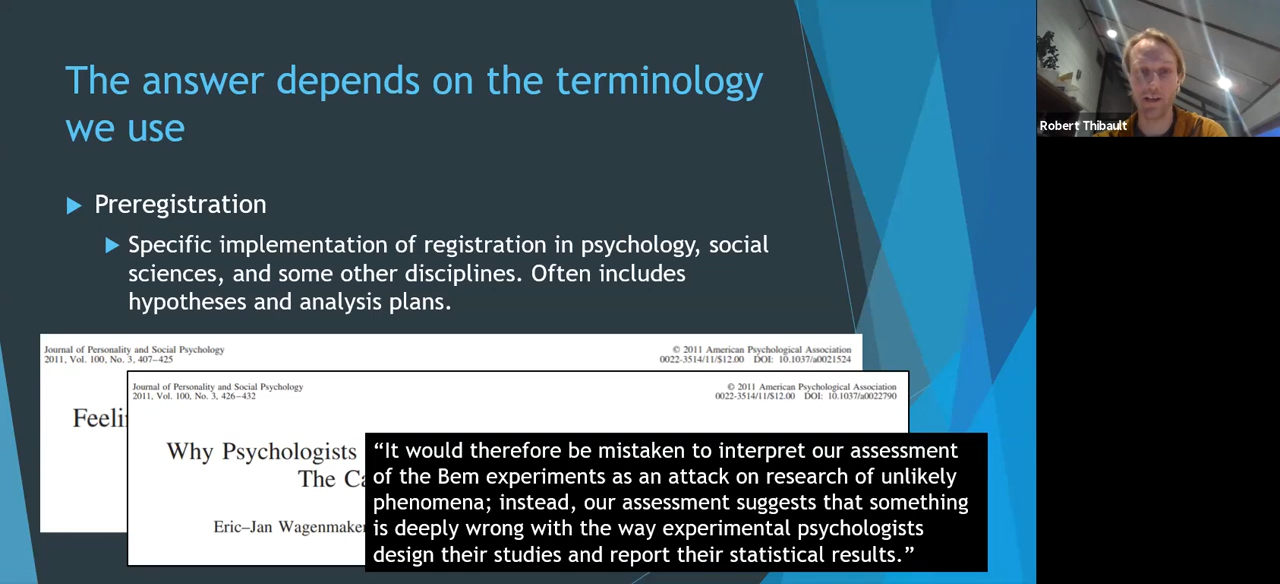 The answer depends on the terminology
we use
Preregistration
Specific implementation of registration in psychology, social
sciences, and some other disciplines. Often includes
hypotheses and analysis plans.
Journal of Personality and Social Psychology
2011, Vol. 100, No. 3, 407–425
© 2011 American Psychological Association
0022-3514/11/$12.00 DOI: 10.1037/a0021524
Journal of Personality and Social Psychology
2011, Vol. 100, No. 3, 426–432
© 2011 American Psychological Association
0022-3514/11/$12.00 DOI: 10.1037/a0022790
Why Psychologists
The
Eric–Jan
“It would therefore be mistaken to interpret our assessment
of the Bem experiments as an attack on research of unlikely
phenomena; instead, our assessment suggests that something
is deeply wrong with the way experimental psychologists
design their studies and report their statistical results.”
Robert Thibault